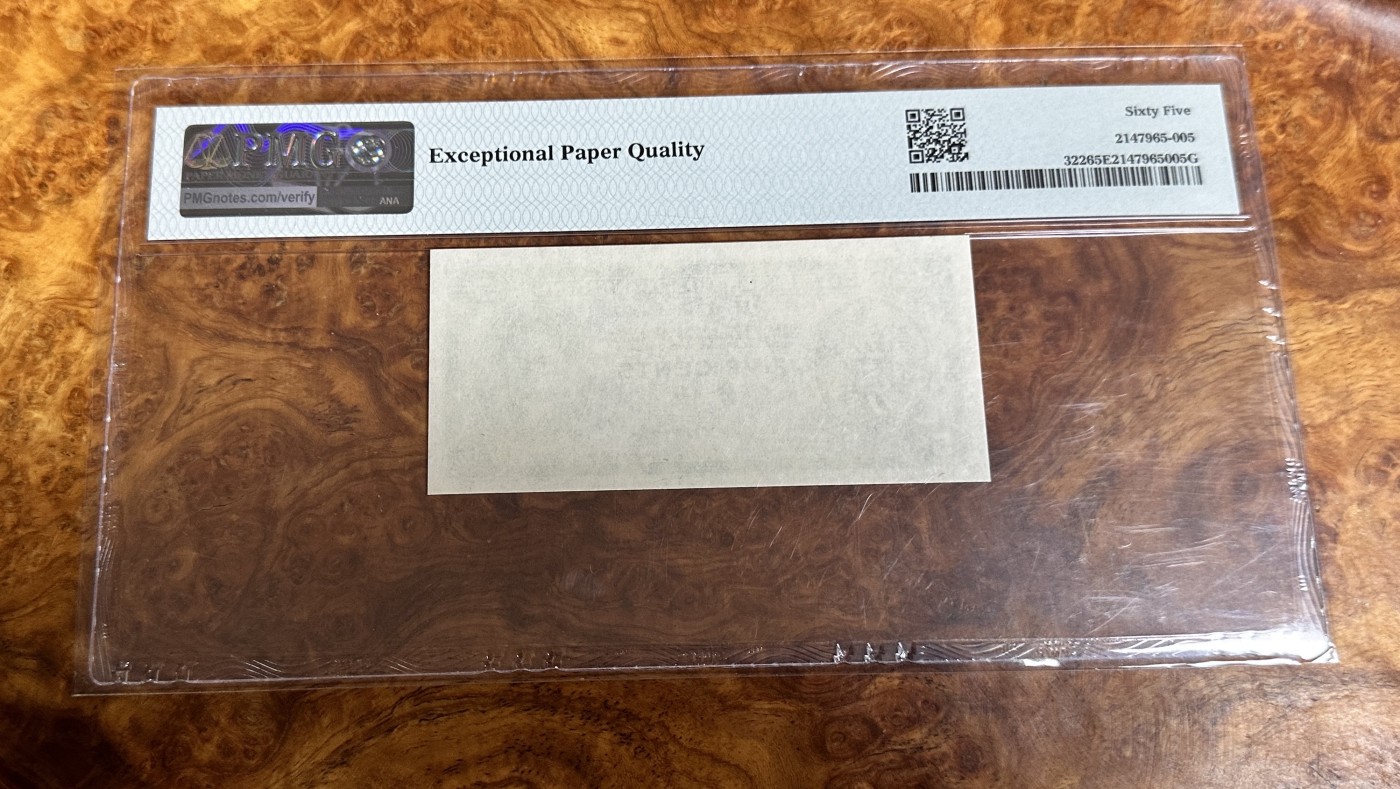 PMG
PMGnotes.com/verify
ANA
Exceptional Paper Quality
Sixty Five
2147965-005
32265E2147965005G